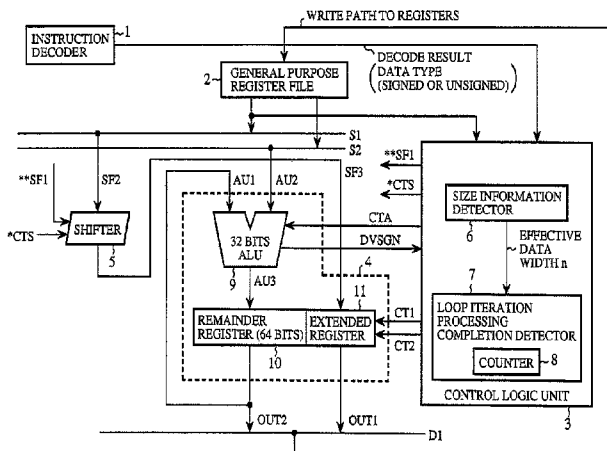 WRITE PATH TO REGISTERS
INSTRUCTION
DECODER
1
DECODE RESULT
(DATA TYPE
(SIGNED OR UNSIGNED))
2
GENERAL PURPOSE
REGISTER FILE
S1
S2
**SF1
SF2
AU1
AU2
SF3
**SF1
*CTS
*CTS
SHIFTER
5
32 BITS
ALU
9
CTA
DVSGN
4
SIZE INFORMATION
DETECTOR
6
EFFECTIVE
DATA
WIDTH n
7
AU3
11
REMAINDER
REGISTER (64 BITS)
10
EXTENDED
REGISTER
CT1
CT2
LOOP ITERATION
PROCESSING
COMPLETION DETECTOR
COUNTER
8
CONTROL LOGIC UNIT
3
OUT2
OUT1
D1